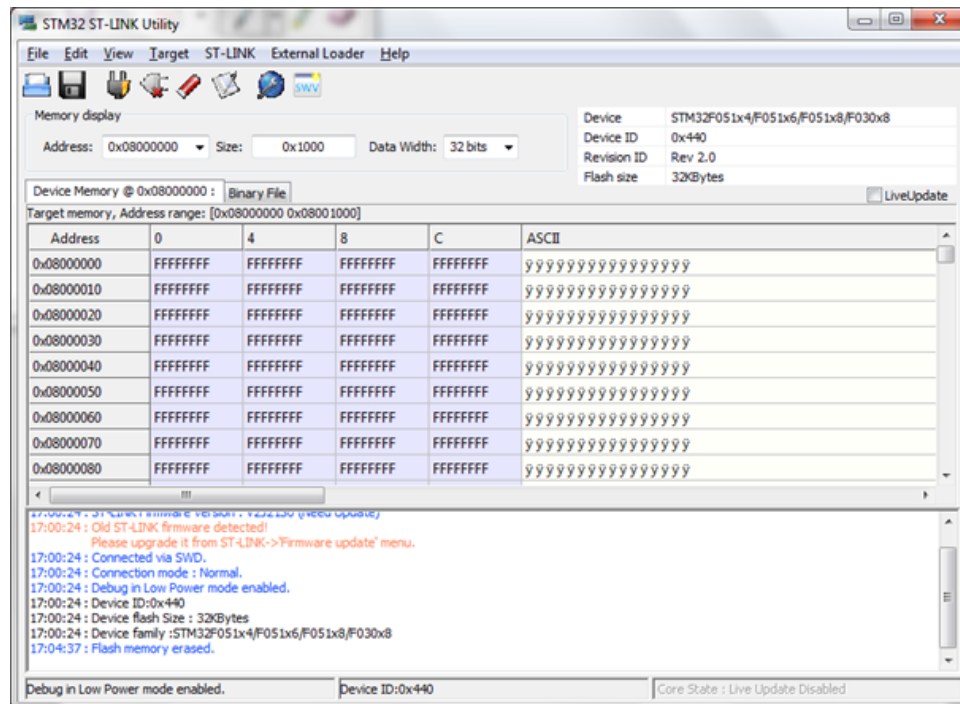 STM32 ST-LINK Utility
File Edit View Target ST-LINK External Loader Help
SWV
Memory display
Address: 0x08000000 Size: 0x1000 Data Width: 32 bits
Device STM32F051x4/F051x6/F051x8/F030x8
Device ID 0x440
Revision ID Rev 2.0
Flash size 32KBytes
Device Memory @ 0x08000000 : Binary File
LiveUpdate
Target memory, Address range: [0x08000000 0x08001000]
Address 0 4 8 C ASCII
0x08000000 FFFFFFFF FFFFFFFF FFFFFFFF FFFFFFFF ÿÿÿÿÿÿÿÿÿÿÿÿÿÿÿÿ
0x08000010 FFFFFFFF FFFFFFFF FFFFFFFF FFFFFFFF ÿÿÿÿÿÿÿÿÿÿÿÿÿÿÿÿ
0x08000020 FFFFFFFF FFFFFFFF FFFFFFFF FFFFFFFF ÿÿÿÿÿÿÿÿÿÿÿÿÿÿÿÿ
0x08000030 FFFFFFFF FFFFFFFF FFFFFFFF FFFFFFFF ÿÿÿÿÿÿÿÿÿÿÿÿÿÿÿÿ
0x08000040 FFFFFFFF FFFFFFFF FFFFFFFF FFFFFFFF ÿÿÿÿÿÿÿÿÿÿÿÿÿÿÿÿ
0x08000050 FFFFFFFF FFFFFFFF FFFFFFFF FFFFFFFF ÿÿÿÿÿÿÿÿÿÿÿÿÿÿÿÿ
0x08000060 FFFFFFFF FFFFFFFF FFFFFFFF FFFFFFFF ÿÿÿÿÿÿÿÿÿÿÿÿÿÿÿÿ
0x08000070 FFFFFFFF FFFFFFFF FFFFFFFF FFFFFFFF ÿÿÿÿÿÿÿÿÿÿÿÿÿÿÿÿ
0x08000080 FFFFFFFF FFFFFFFF FFFFFFFF FFFFFFFF ÿÿÿÿÿÿÿÿÿÿÿÿÿÿÿÿ
17:00:24 : ST-LINK Firmware version : (Need Update)
17:00:24 : Old ST-LINK firmware detected!
Please upgrade it from ST-LINK->'Firmware update' menu.
17:00:24 : Connected via SWD.
17:00:24 : Connection mode : Normal.
17:00:24 : Debug in Low Power mode enabled.
17:00:24 : Device ID:0x440
17:00:24 : Device flash Size : 32KBytes
17:00:24 : Device family :STM32F051x4/F051x6/F051x8/F030x8
17:04:37 : Flash memory erased.
Debug in Low Power mode enabled. Device ID:0x440 Core State : Live Update Disabled